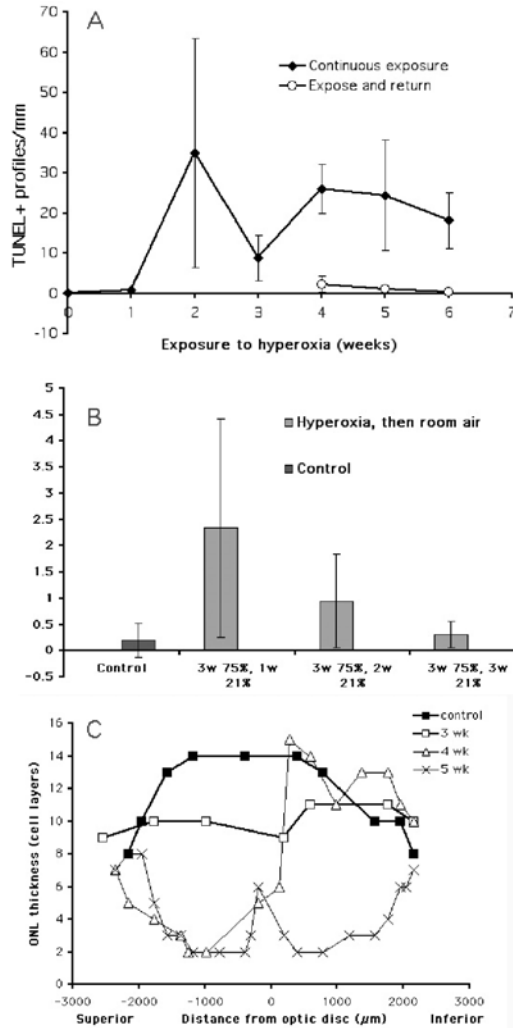 A
Continuous exposure
Expose and return
TUNEL+ profiles/mm
70
60
50
40
30
20
10
0
-10
0 1 2 3 4 5 6 7
Exposure to hyperoxia (weeks)
B
Hyperoxia, then room air
Control
5
4.5
4
3.5
3
2.5
2
1.5
1
0.5
0
-0.5
Control 3w 75%, 1w 3w 75%, 2w 3w 75%, 3w
21% 21% 21%
C
control
3 wk
4 wk
5 wk
ONL thickness (cell layers)
16
14
12
10
8
6
4
2
0
-3000 -2000 -1000 0 1000 2000 3000
Superior Distance from optic disc (µm) Inferior